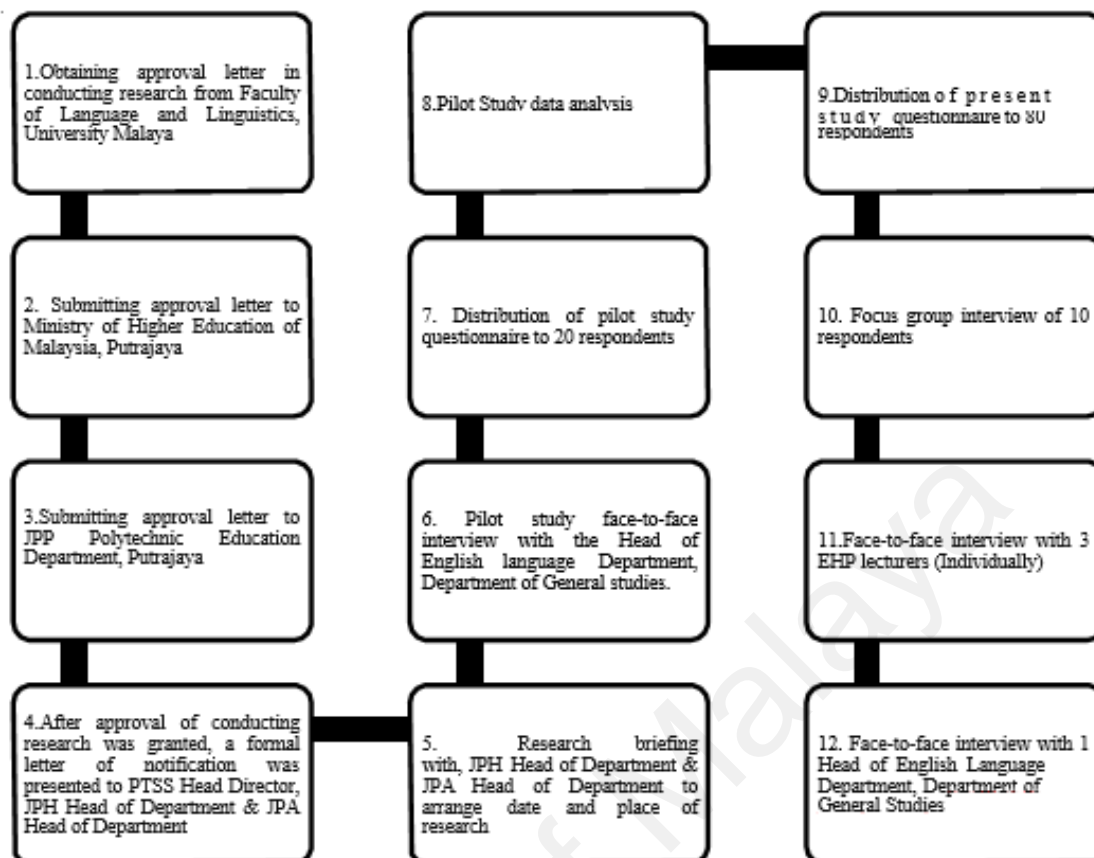 1.Obtaining approval letter in
conducting research from Faculty
of Language and Linguistics,
University Malaya
2. Submitting approval letter to
Ministry of Higher Education of
Malaysia, Putrajaya
3.Submitting approval letter to
JPP Polytechnic Education
Department, Putrajaya
4.After approval of conducting
research was granted, a formal
letter of notification was
presented to PTSS Head Director,
JPH Head of Department & JPA
Head of Department
5. Research briefing
with, JPH Head of Department &
JPA Head of Department to
arrange date and place of
research
6. Pilot study face-to-face
interview with the Head of
English language Department,
Department of General studies.
7. Distribution of pilot study
questionnaire to 20 respondents
8.Pilot Study data analysis
9.Distribution of present
study questionnaire to 80
respondents
10. Focus group interview of 10
respondents
11.Face-to-face interview with 3
EHP lecturers (Individually)
12. Face-to-face interview with 1
Head of English Language
Department, Department of
General Studies
of Malaya